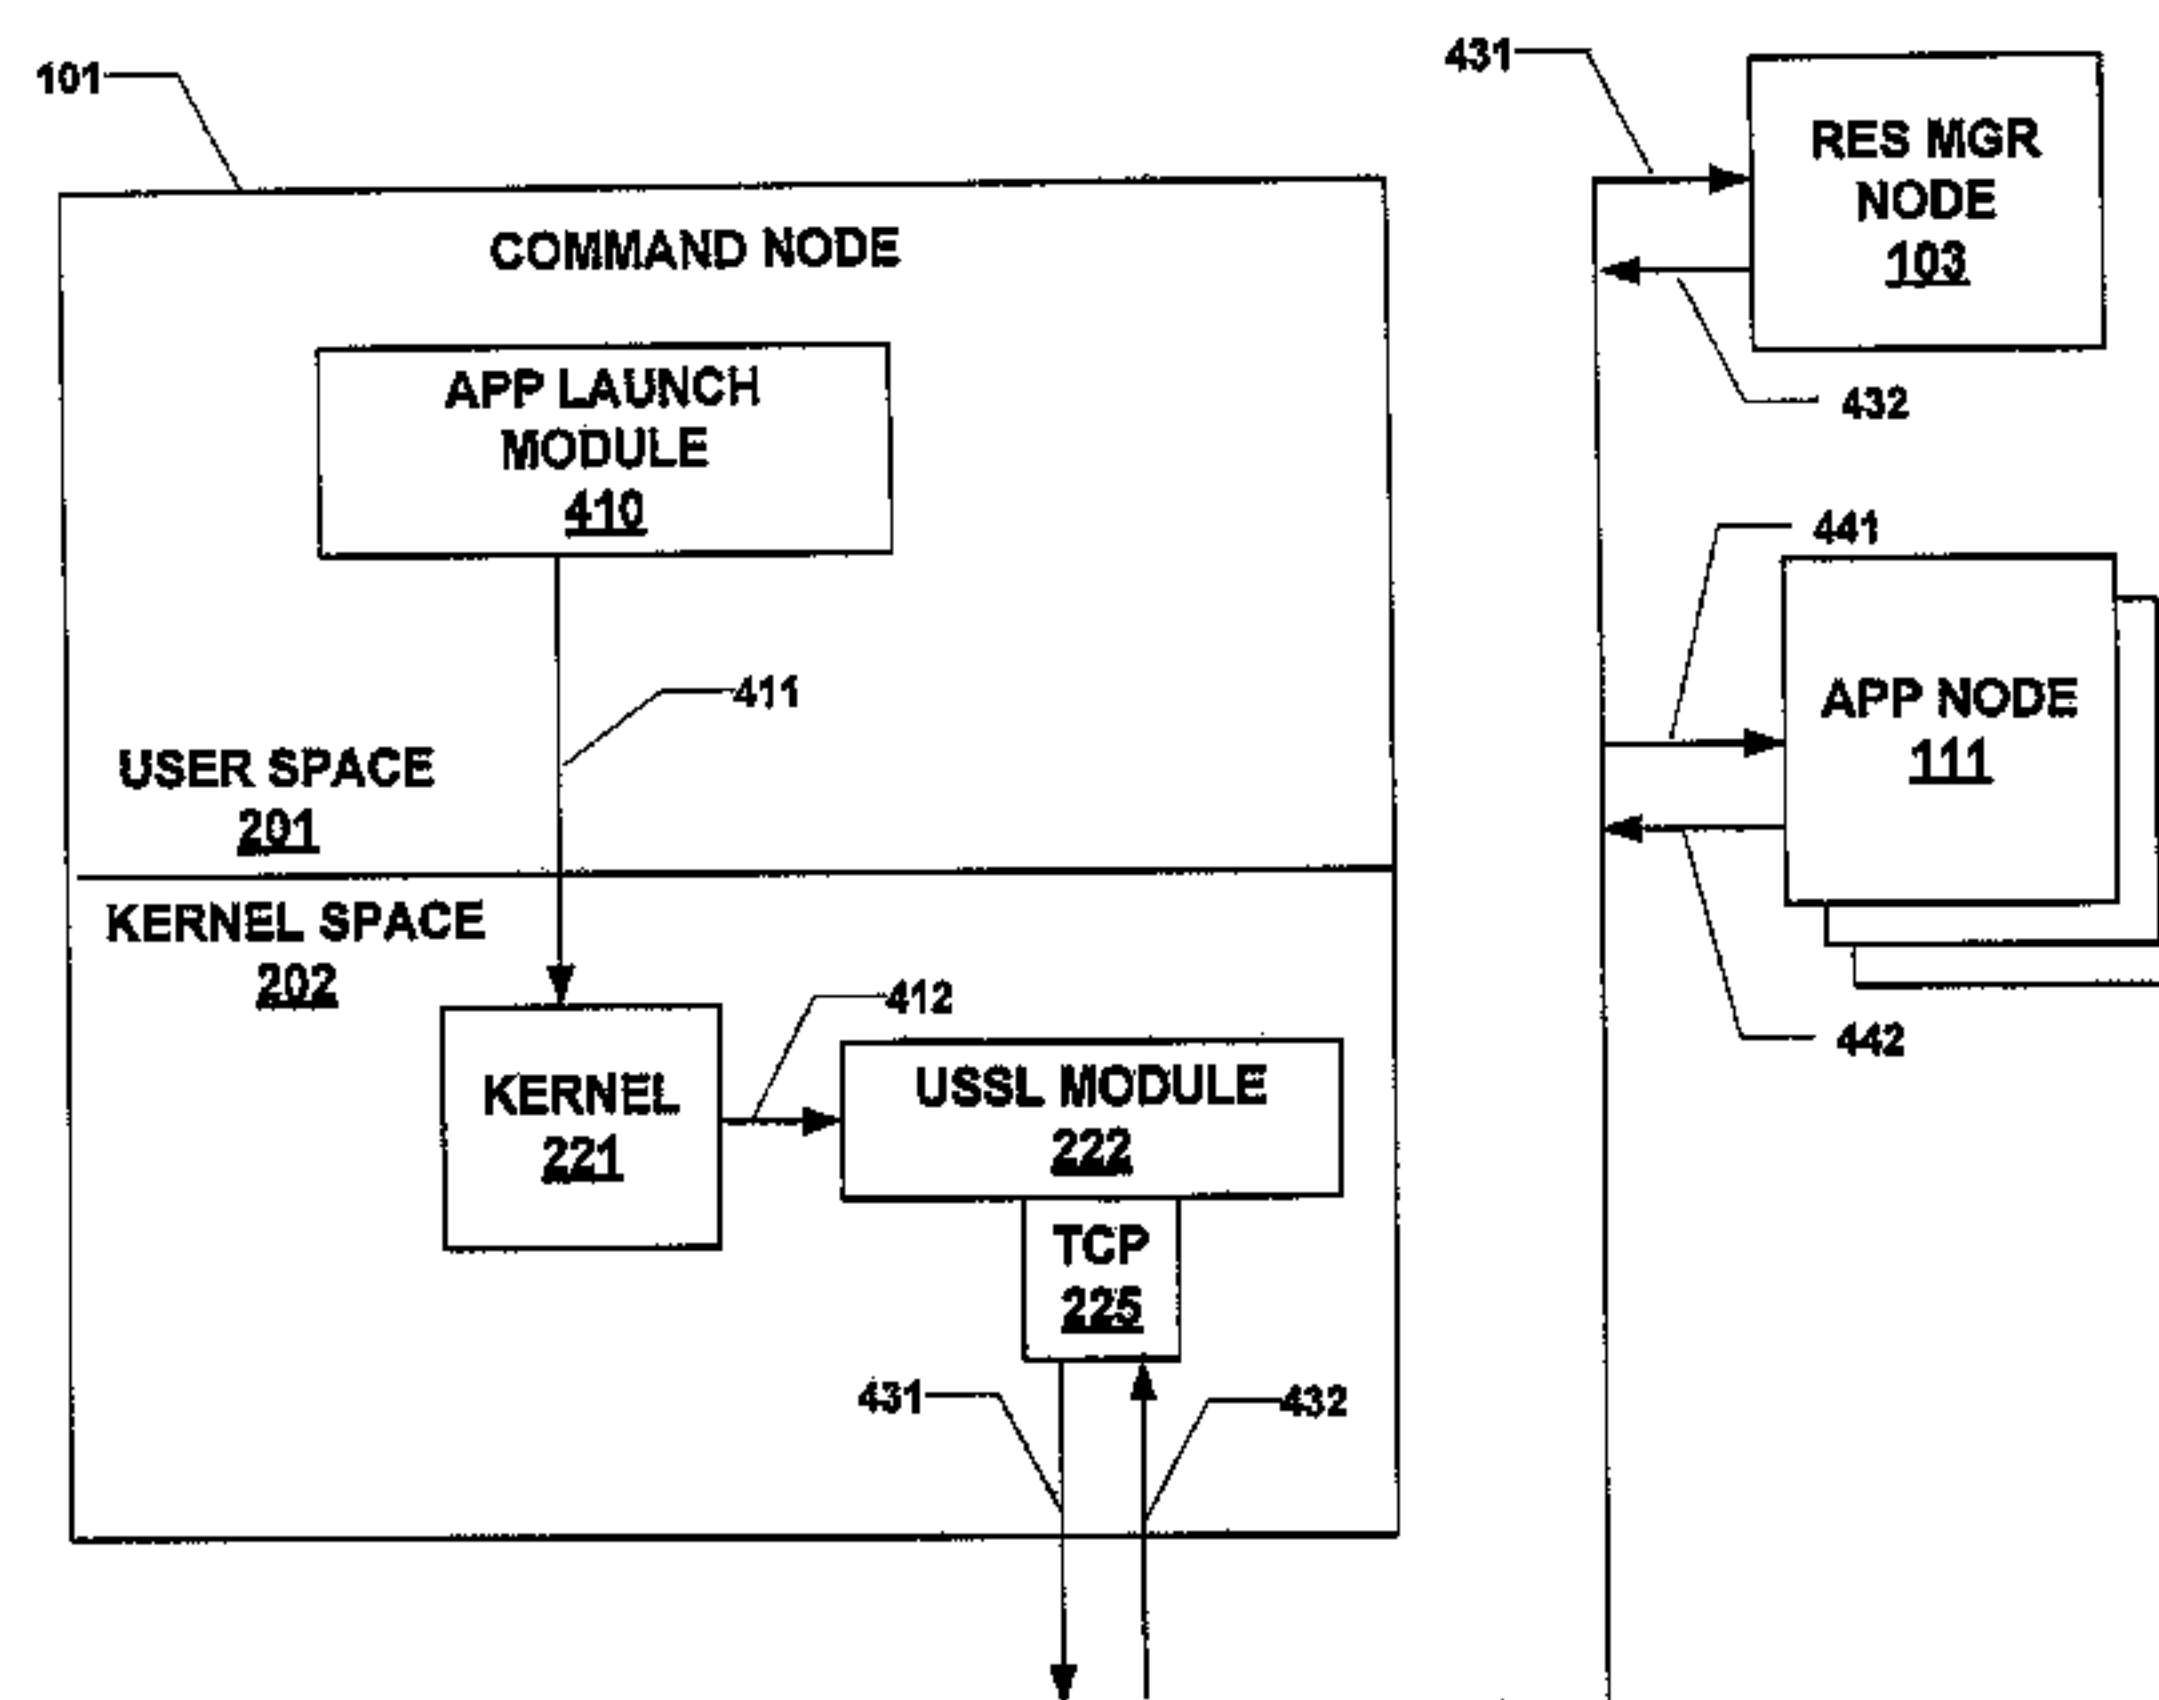 101
COMMAND NODE
APP LAUNCH
MODULE
410
411
USER SPACE
201
KERNEL SPACE
202
412
KERNEL
221
USSL MODULE
222
TCP
225
431
432
431
RES MGR
NODE
103
432
441
APP NODE
111
442